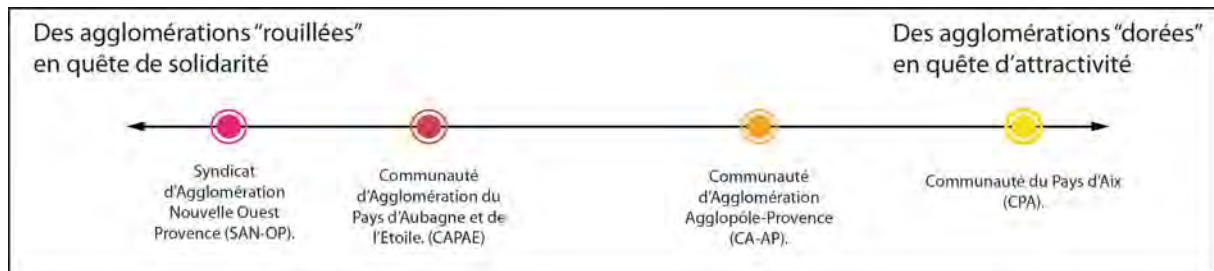 Des agglomérations "rouillées"
en quête de solidarité
Des agglomérations "dorées"
en quête d'attractivité
Syndicat
d'Agglomération
Nouvelle Ouest
Provence (SAN-OP).
Communauté
d'Agglomération du
Pays d'Aubagne et de
l'Etoile. (CAPAE)
Communauté
d'Agglomération
Agglopôle-Provence
(CA-AP).
Communauté du Pays d'Aix
(CPA).